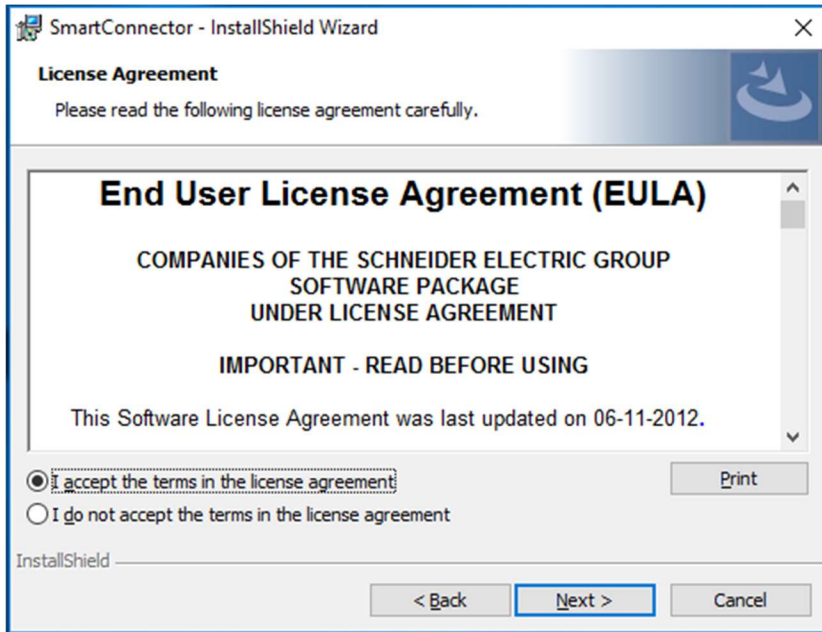 SmartConnector - InstallShield Wizard
License Agreement
Please read the following license agreement carefully.
End User License Agreement (EULA)
COMPANIES OF THE SCHNEIDER ELECTRIC GROUP
SOFTWARE PACKAGE
UNDER LICENSE AGREEMENT
IMPORTANT - READ BEFORE USING
This Software License Agreement was last updated on 06-11-2012.
I accept the terms in the license agreement
Print
I do not accept the terms in the license agreement
InstallShield
< Back Next > Cancel